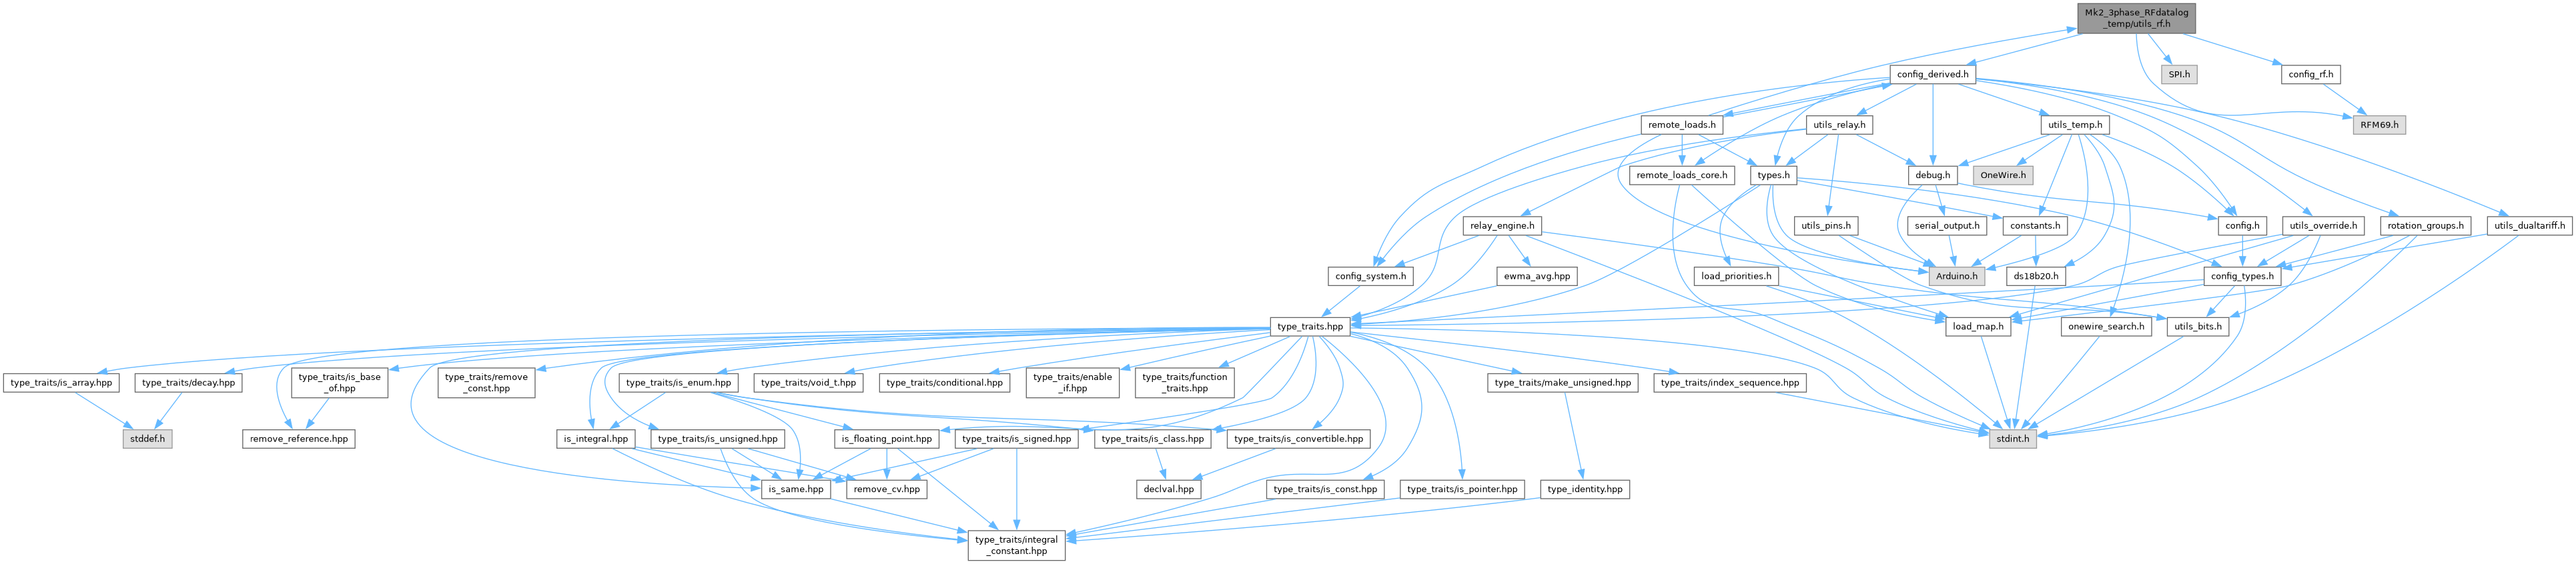 Mk2_3phase_RFdatalog
_temp/utils_rf.h
config_derived.h
SPI.h
config_rf.h
remote_loads.h
utils_relay.h
utils_temp.h
RFM69.h
remote_loads_core.h
types.h
debug.h
OneWire.h
relay_engine.h
utils_pins.h
serial_output.h
constants.h
config.h
utils_override.h
rotation_groups.h
utils_dualtariff.h
config_system.h
ewma_avg.hpp
load_priorities.h
Arduino.h
ds18b20.h
config_types.h
type_traits.hpp
load_map.h
onewire_search.h
utils_bits.h
type_traits/is_array.hpp
type_traits/decay.hpp
type_traits/is_base
_of.hpp
type_traits/remove
_const.hpp
type_traits/is_enum.hpp
type_traits/void_t.hpp
type_traits/conditional.hpp
type_traits/enable
_if.hpp
type_traits/function
_traits.hpp
type_traits/make_unsigned.hpp
type_traits/index_sequence.hpp
stddef.h
remove_reference.hpp
is_integral.hpp
type_traits/is_unsigned.hpp
is_floating_point.hpp
type_traits/is_signed.hpp
type_traits/is_class.hpp
type_traits/is_convertible.hpp
stdint.h
is_same.hpp
remove_cv.hpp
declval.hpp
type_traits/is_const.hpp
type_traits/is_pointer.hpp
type_identity.hpp
type_traits/integral
_constant.hpp